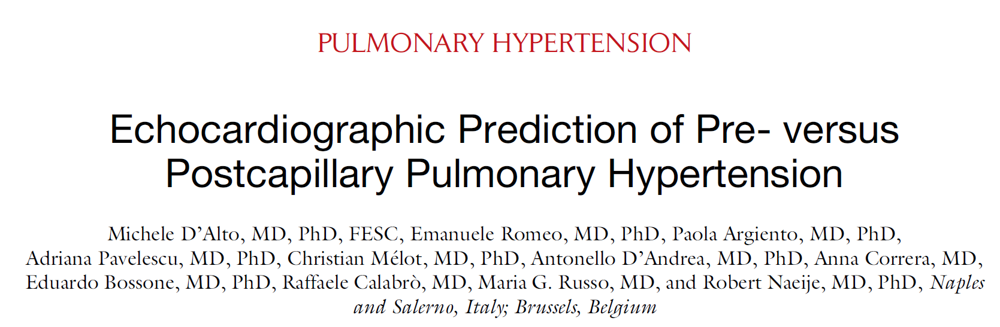 PULMONARY HYPERTENSION
Echocardiographic Prediction of Pre- versus
Postcapillary Pulmonary Hypertension
Michele D’Alto, MD, PhD, FESC, Emanuele Romeo, MD, PhD, Paola Argiento, MD, PhD,
Adriana Pavelescu, MD, PhD, Christian Mélot, MD, PhD, Antonello D’Andrea, MD, PhD, Anna Correra, MD,
Eduardo Bossone, MD, PhD, Raffaele Calabrò, MD, Maria G. Russo, MD, and Robert Naeije, MD, PhD, Naples
and Salerno, Italy; Brussels, Belgium